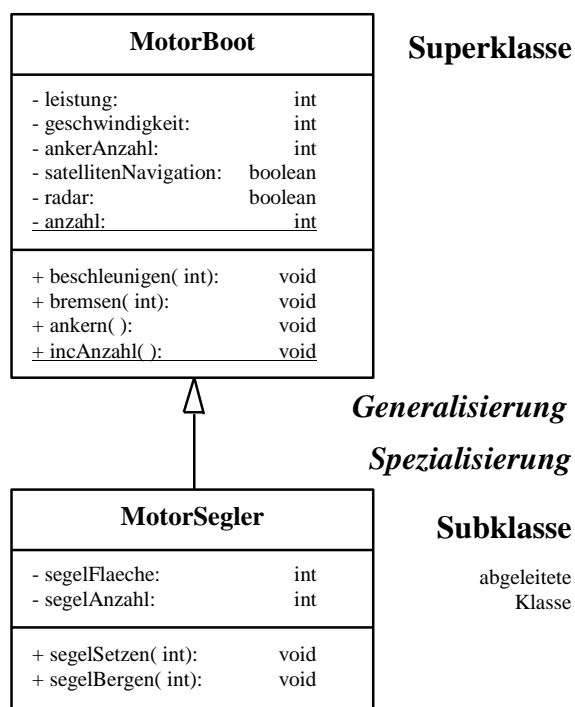 MotorBoot
Superklasse
- leistung: int
- geschwindigkeit: int
- ankerAnzahl: int
- satellitenNavigation: boolean
- radar: boolean
- anzahl: int
+ beschleunigen( int): void
+ bremsen( int): void
+ ankern( ): void
+ incAnzahl( ): void
Generalisierung
Spezialisierung
MotorSegler
Subklasse
abgeleitete
Klasse
- segelFlaeche: int
- segelAnzahl: int
+ segelSetzen( int): void
+ segelBergen( int): void